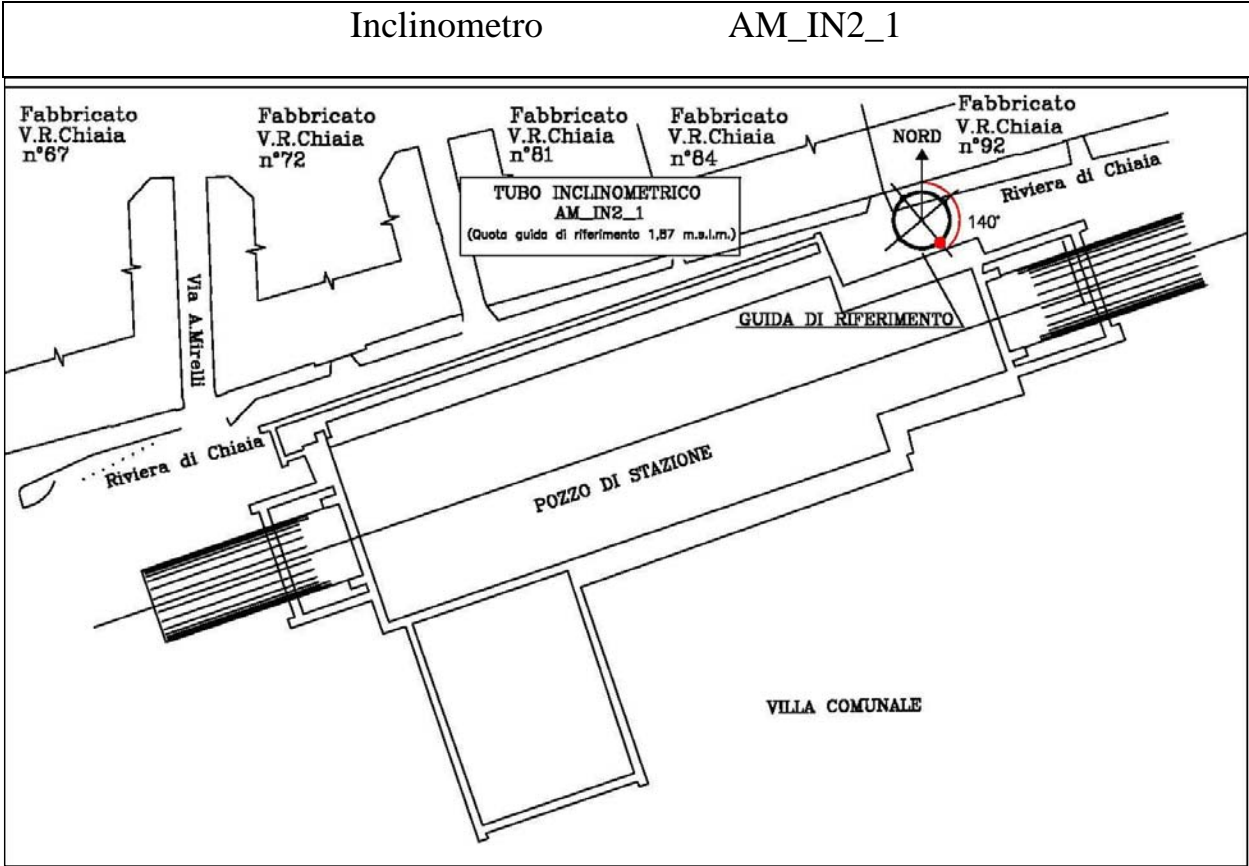 Inclinometro AM_IN2_1
Fabbricato
V.R.Chiaia
n°67
Fabbricato
V.R.Chiaia
n°72
Fabbricato
V.R.Chiaia
n°81
Fabbricato
V.R.Chiaia
n°84
Fabbricato
V.R.Chiaia
n°92
NORD
Riviera di Chiaia
TUBO INCLINOMETRICO
AM_IN2_1
(Quota guida di riferimento 1,87 m.s.l.m.)
140°
Via A.Mirelli
GUIDA DI RIFERIMENTO
Riviera di Chiaia
POZZO DI STAZIONE
VILLA COMUNALE